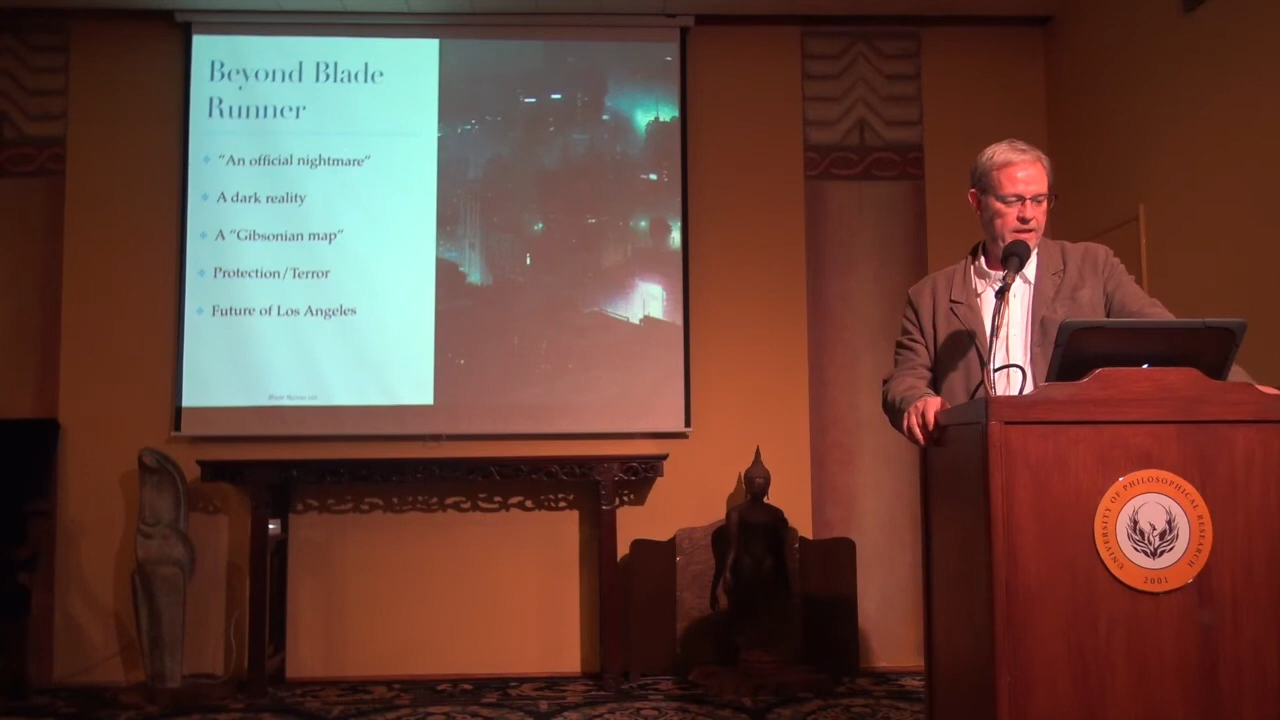 Beyond Blade
Runner
“An official nightmare”
A dark reality
A “Gibsonian map”
Protection/Terror
Future of Los Angeles
UNIVERSITY OF PHILOSOPHICAL RESEARCH
2001